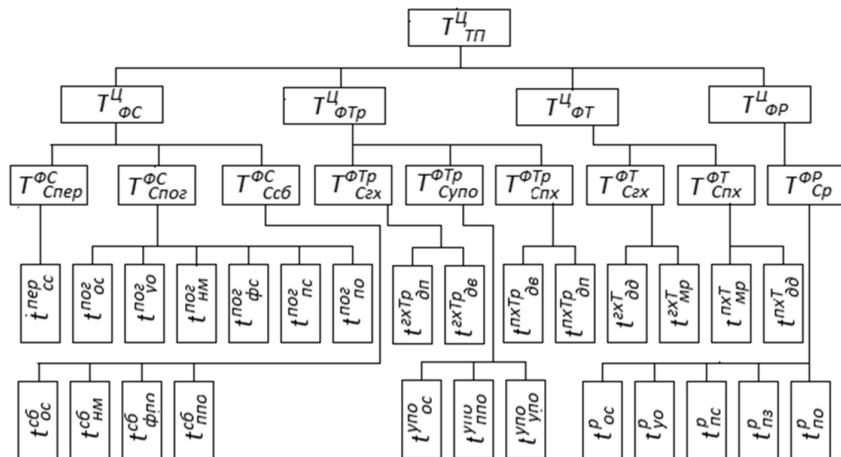 T^Ц_ТП
T^Ц_ФС T^Ц_ФТр T^Ц_ФТ T^Ц_ФР
T^ФС_Спер T^ФС_Спог T^ФС_Ссб T^ФТр_Сгх T^ФТр_Супо T^ФТр_Спх T^ФТ_Сгх T^ФТ_Спх T^ФР_Ср
t^пер_сс t^пог_ос t^пог_уо t^пог_нм t^пог_фс t^пог_пс t^пог_по t^гхТр_дп t^гхТр_дв t^пхТр_дв t^пхТр_дп t^гхТ_дд t^гхТ_мр t^пхТ_мр t^пхТ_дд
t^сб_ос t^сб_нм t^сб_фпо t^сб_ппо t^упо_ос t^упо_ппо t^упо_упо t^р_ос t^р_уо t^р_пс t^р_пз t^р_по